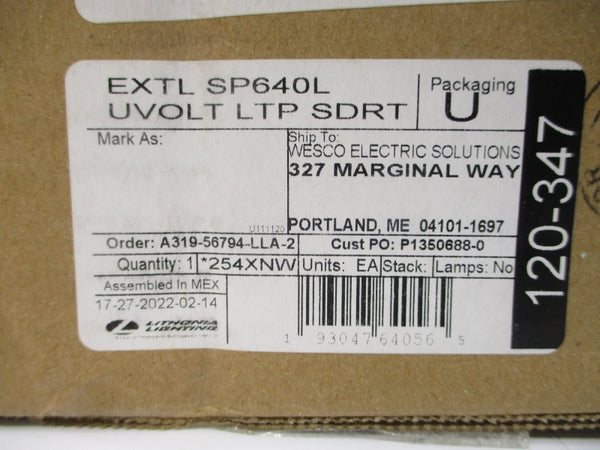 EXTL SP640L
UVOLT LTP SDRT
Packaging
U
Mark As:
Ship To:
WESCO ELECTRIC SOLUTIONS
327 MARGINAL WAY
U111120
PORTLAND, ME 04101-1697
Order: A319-56794-LLA-2
Cust PO: P1350688-0
Quantity: 1
*254XNW
Units: EA
Stack:
Lamps: No
Assembled In MEX
17-27-2022-02-14
LITHONIA
LIGHTING
1 93047 64056 5
120-347